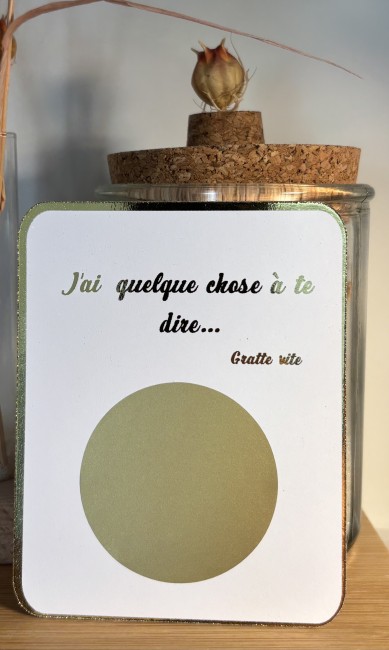 J'ai quelque chose à te
dire...
Gratte vite